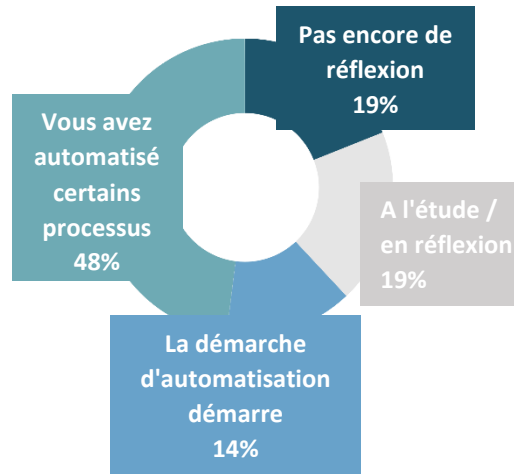 Pas encore de
réflexion
19%
Vous avez
automatisé
certains
processus
48%
A l'étude /
en réflexion
19%
La démarche
d'automatisation
démarre
14%